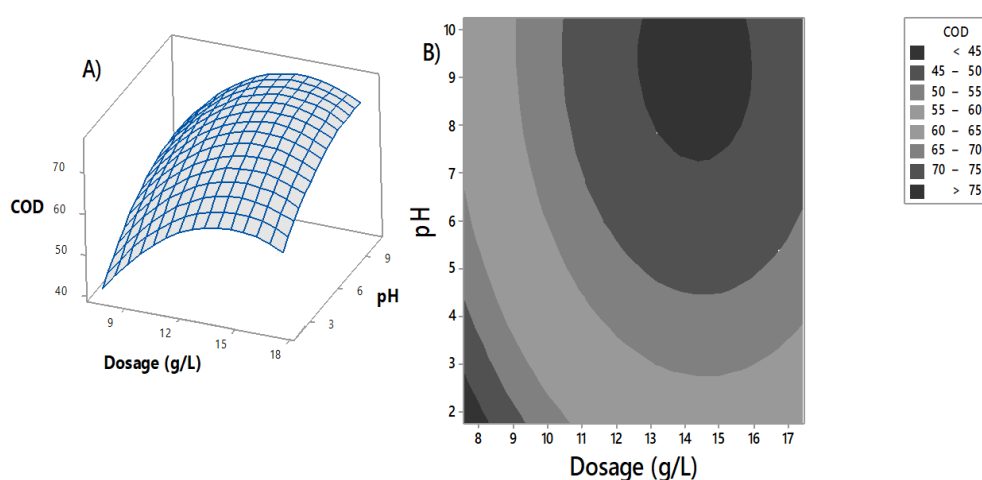 A)
70
60
50
40
COD
9
12
15
18
Dosage (g/L)
3
6
9
pH
B)
10
9
8
7
6
5
4
3
2
pH
8 9 10 11 12 13 14 15 16 17
Dosage (g/L)
COD
< 45
45 – 50
50 – 55
55 – 60
60 – 65
65 – 70
70 – 75
> 75